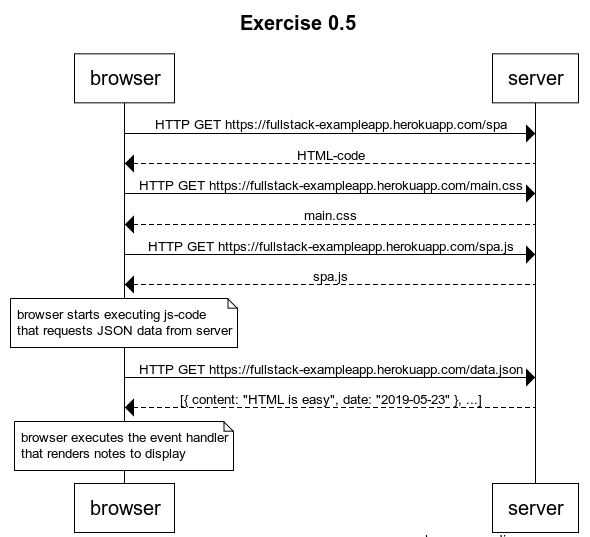 Exercise 0.5
browser
server
HTTP GET https://fullstack-exampleapp.herokuapp.com/spa
HTML-code
HTTP GET https://fullstack-exampleapp.herokuapp.com/main.css
main.css
HTTP GET https://fullstack-exampleapp.herokuapp.com/spa.js
spa.js
browser starts executing js-code
that requests JSON data from server
HTTP GET https://fullstack-exampleapp.herokuapp.com/data.json
[{ content: "HTML is easy", date: "2019-05-23" }, ...]
browser executes the event handler
that renders notes to display
browser
server